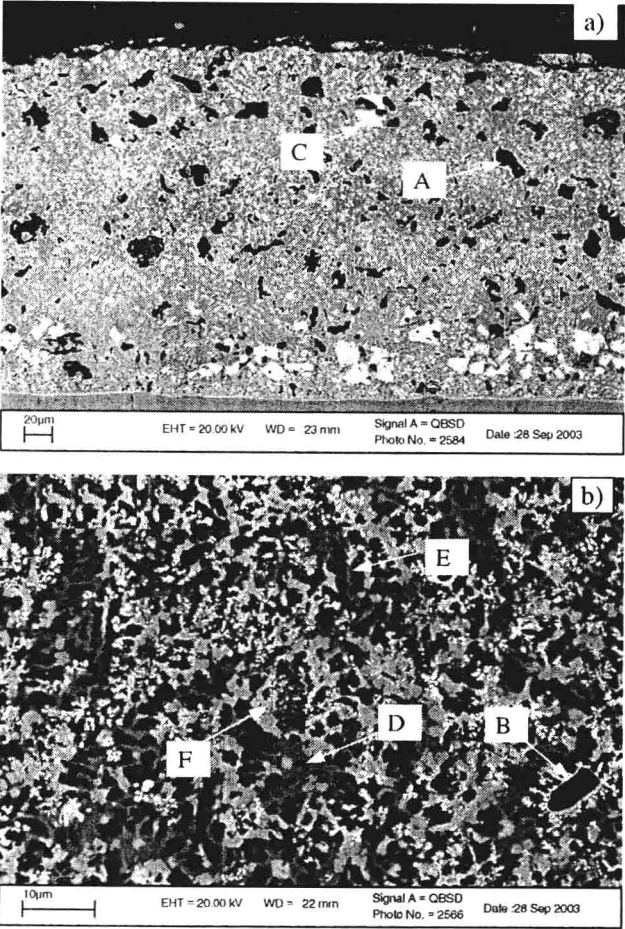 a)
C
A
20µm
EHT = 20.00 kV WD = 23 mm Signal A = QBSD Date :28 Sep 2003
Photo No. = 2584
b)
E
D
B
F
10µm
EHT = 20.00 kV WD = 22 mm Signal A = QBSD Date :28 Sep 2003
Photo No. = 2566